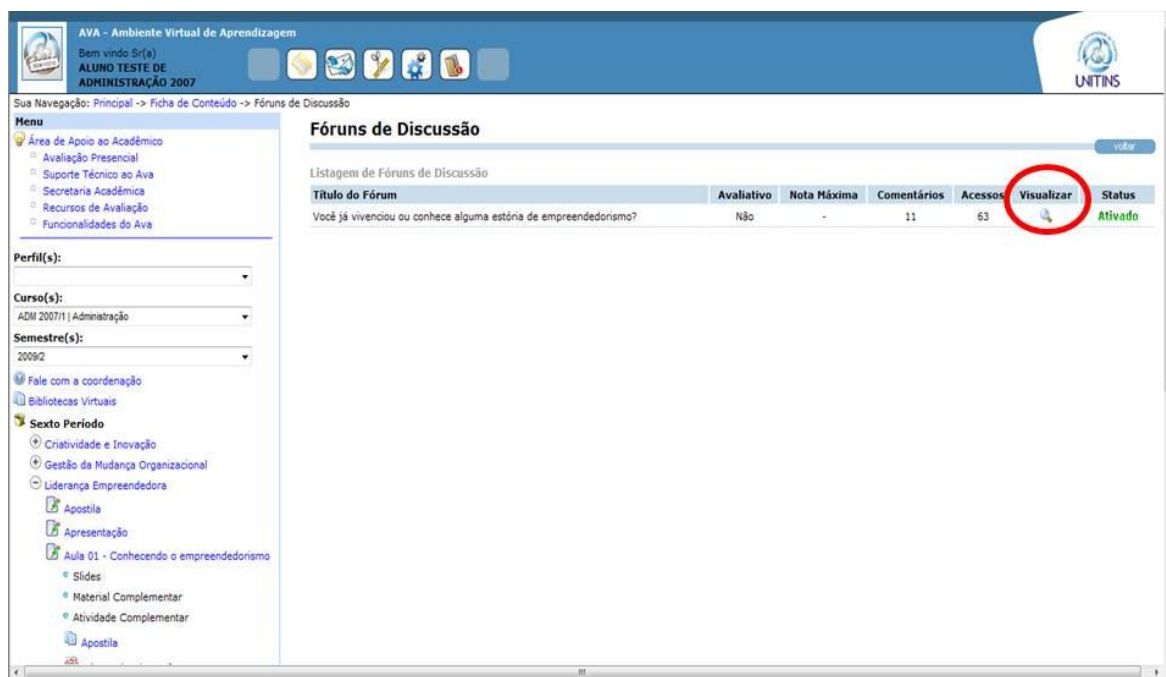 AVA - Ambiente Virtual de Aprendizagem
Bem vindo Sr(a)
ALUNO TESTE DE
ADMINISTRAÇÃO 2007
UNITINS
Sua Navegação: Principal -> Ficha de Conteúdo -> Fóruns de Discussão
Menu
Área de Apoio ao Acadêmico
Avaliação Presencial
Suporte Técnico ao Ava
Secretaria Acadêmica
Recursos de Avaliação
Funcionalidades do Ava
Perfil(s):
Curso(s):
ADM 2007/1 | Administração
Semestre(s):
2009/2
Fale com a coordenação
Bibliotecas Virtuais
Sexto Período
Criatividade e Inovação
Gestão da Mudança Organizacional
Liderança Empreendedora
Apostila
Apresentação
Aula 01 - Conhecendo o empreendedorismo
Slides
Material Complementar
Atividade Complementar
Apostila
Fóruns de Discussão
voltar
Listagem de Fóruns de Discussão
Título do Fórum Avaliativo Nota Máxima Comentários Acessos Visualizar Status
Você já vivenciou ou conhece alguma estória de empreendedorismo? Não - 11 63 Ativado